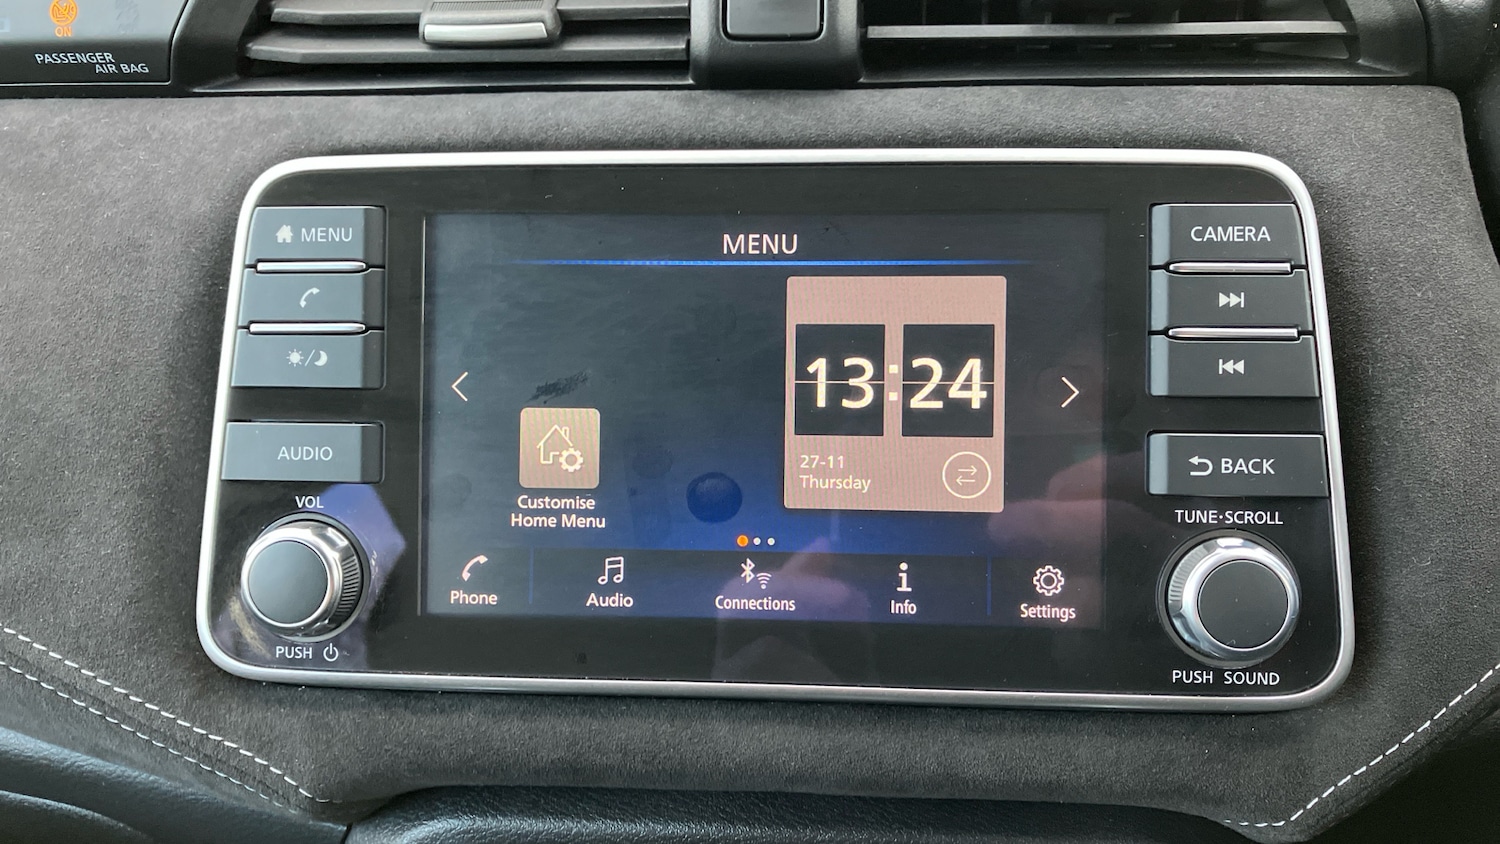 ON
PASSENGER
AIR BAG
MENU
MENU
CAMERA
13:24
AUDIO
27-11
Thursday
BACK
VOL
Customise
Home Menu
TUNE·SCROLL
Phone
Audio
Connections
Info
Settings
PUSH
PUSH SOUND